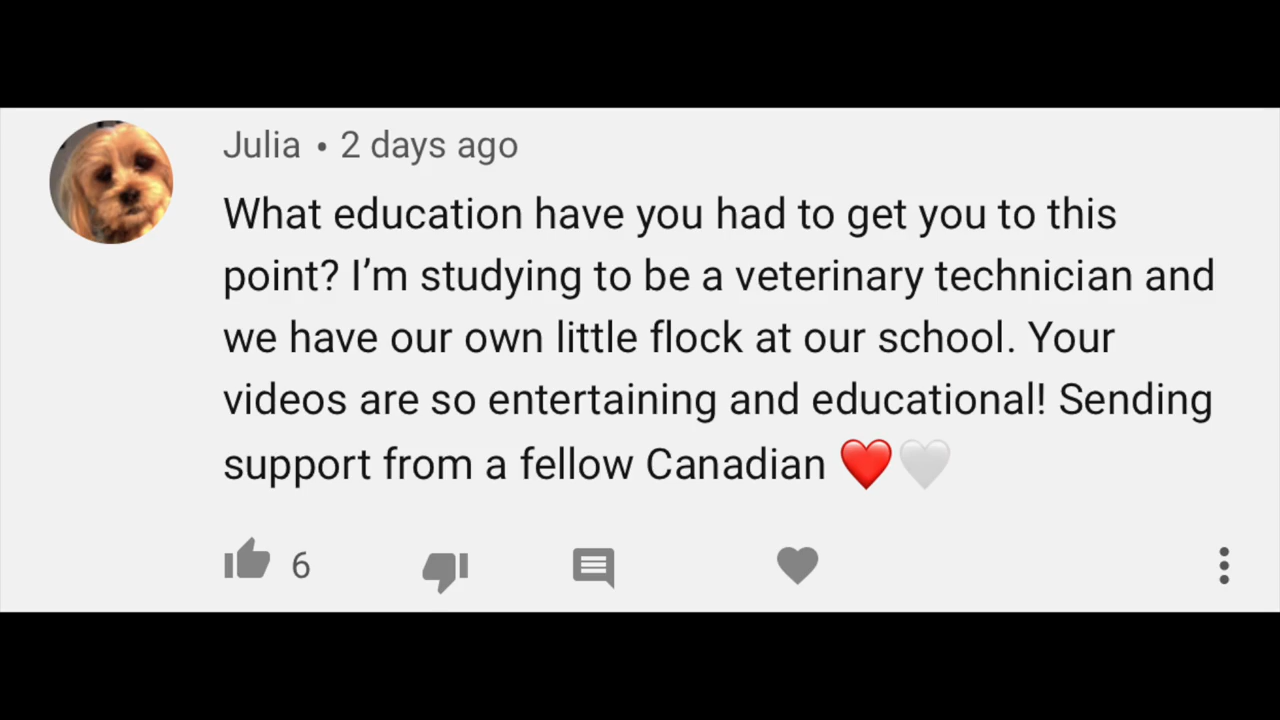 Julia • 2 days ago
What education have you had to get you to this
point? I’m studying to be a veterinary technician and
we have our own little flock at our school. Your
videos are so entertaining and educational! Sending
support from a fellow Canadian ❤️🤍
6